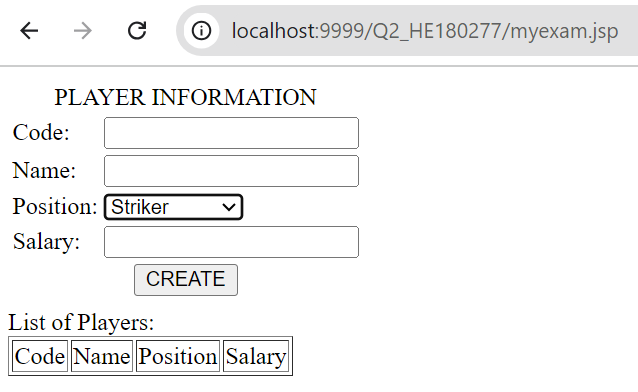 localhost:9999/Q2_HE180277/myexam.jsp
PLAYER INFORMATION
Code:
Name:
Position: Striker
Salary:
CREATE
List of Players:
Code Name Position Salary